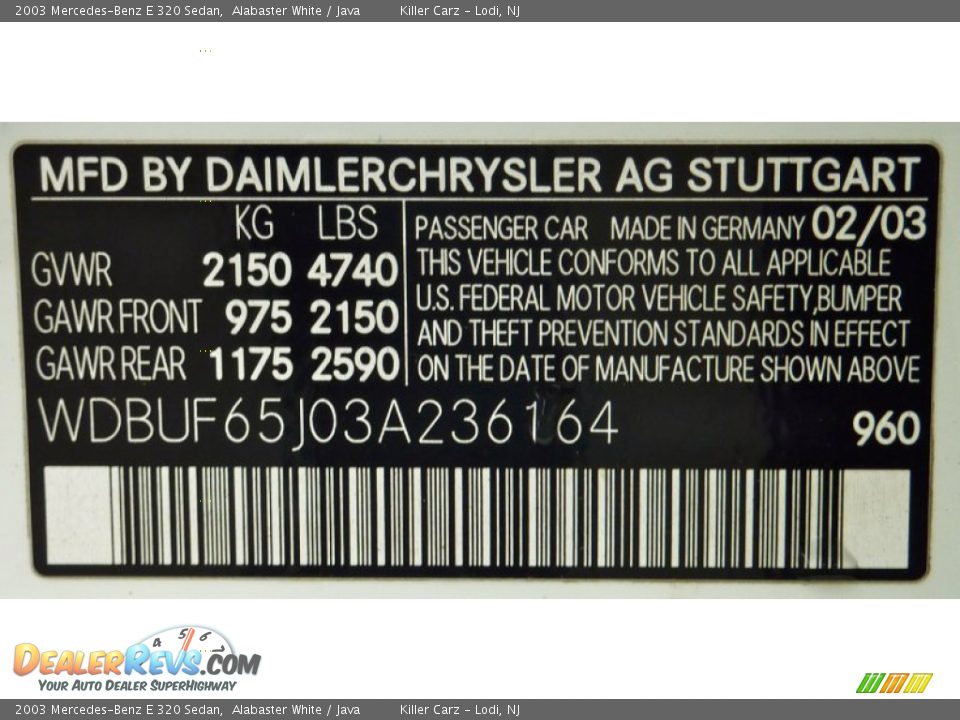 2003 Mercedes-Benz E 320 Sedan, Alabaster White / Java Killer Carz - Lodi, NJ
MFD BY DAIMLERCHRYSLER AG STUTTGART
KG LBS
GVWR 2150 4740
GAWR FRONT 975 2150
GAWR REAR 1175 2590
PASSENGER CAR MADE IN GERMANY 02/03
THIS VEHICLE CONFORMS TO ALL APPLICABLE
U.S. FEDERAL MOTOR VEHICLE SAFETY,BUMPER
AND THEFT PREVENTION STANDARDS IN EFFECT
ON THE DATE OF MANUFACTURE SHOWN ABOVE
WDBUF65J03A236164 960
4 5 6 7
DEALERREVS.COM
YOUR AUTO DEALER SUPERHIGHWAY
2003 Mercedes-Benz E 320 Sedan, Alabaster White / Java Killer Carz - Lodi, NJ